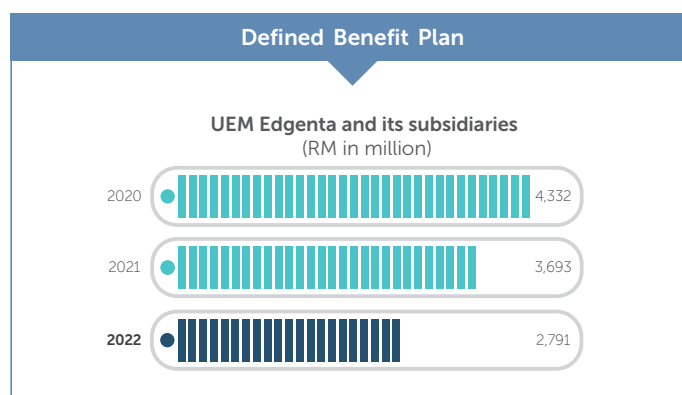 Defined Benefit Plan
UEM Edgenta and its subsidiaries
(RM in million)
2020 4,332
2021 3,693
2022 2,791